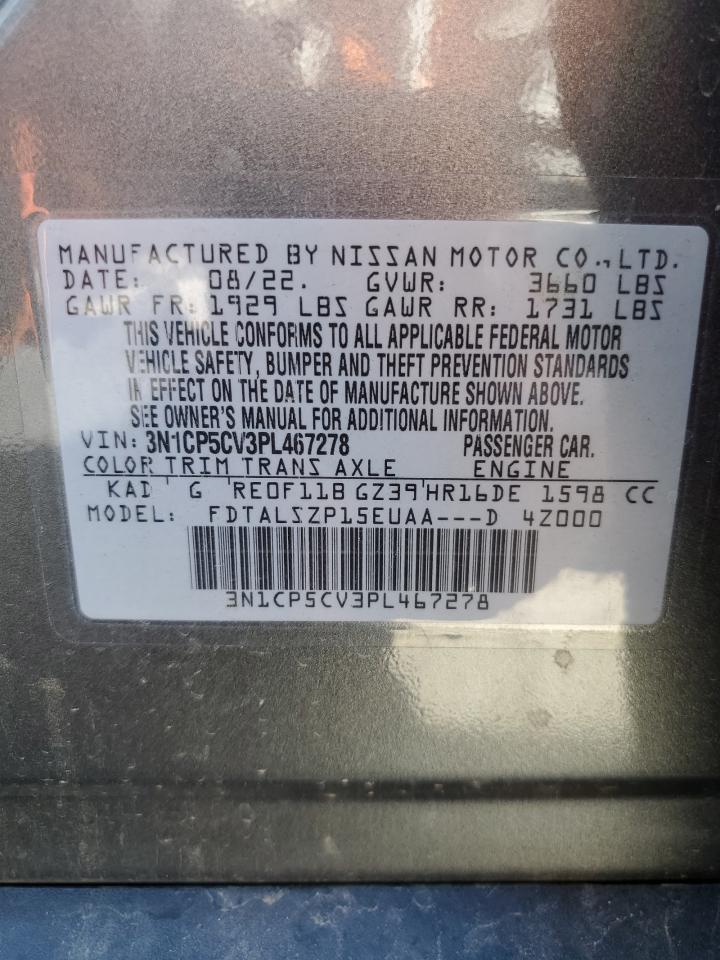 MANUFACTURED BY NISSAN MOTOR CO., LTD.
DATE: 08/22. GVWR: 3660 LBS
GAWR FR: 1929 LBS GAWR RR: 1731 LBS
THIS VEHICLE CONFORMS TO ALL APPLICABLE FEDERAL MOTOR
VEHICLE SAFETY, BUMPER AND THEFT PREVENTION STANDARDS
IN EFFECT ON THE DATE OF MANUFACTURE SHOWN ABOVE.
SEE OWNER'S MANUAL FOR ADDITIONAL INFORMATION.
VIN: 3N1CP5CV3PL467278 PASSENGER CAR.
COLOR TRIM TRANS AXLE ENGINE
KAD G RE0F11B GZ39 HR16DE 1598 CC
MODEL: FDTALSZP15EUAA---D 4Z000
3N1CP5CV3PL467278